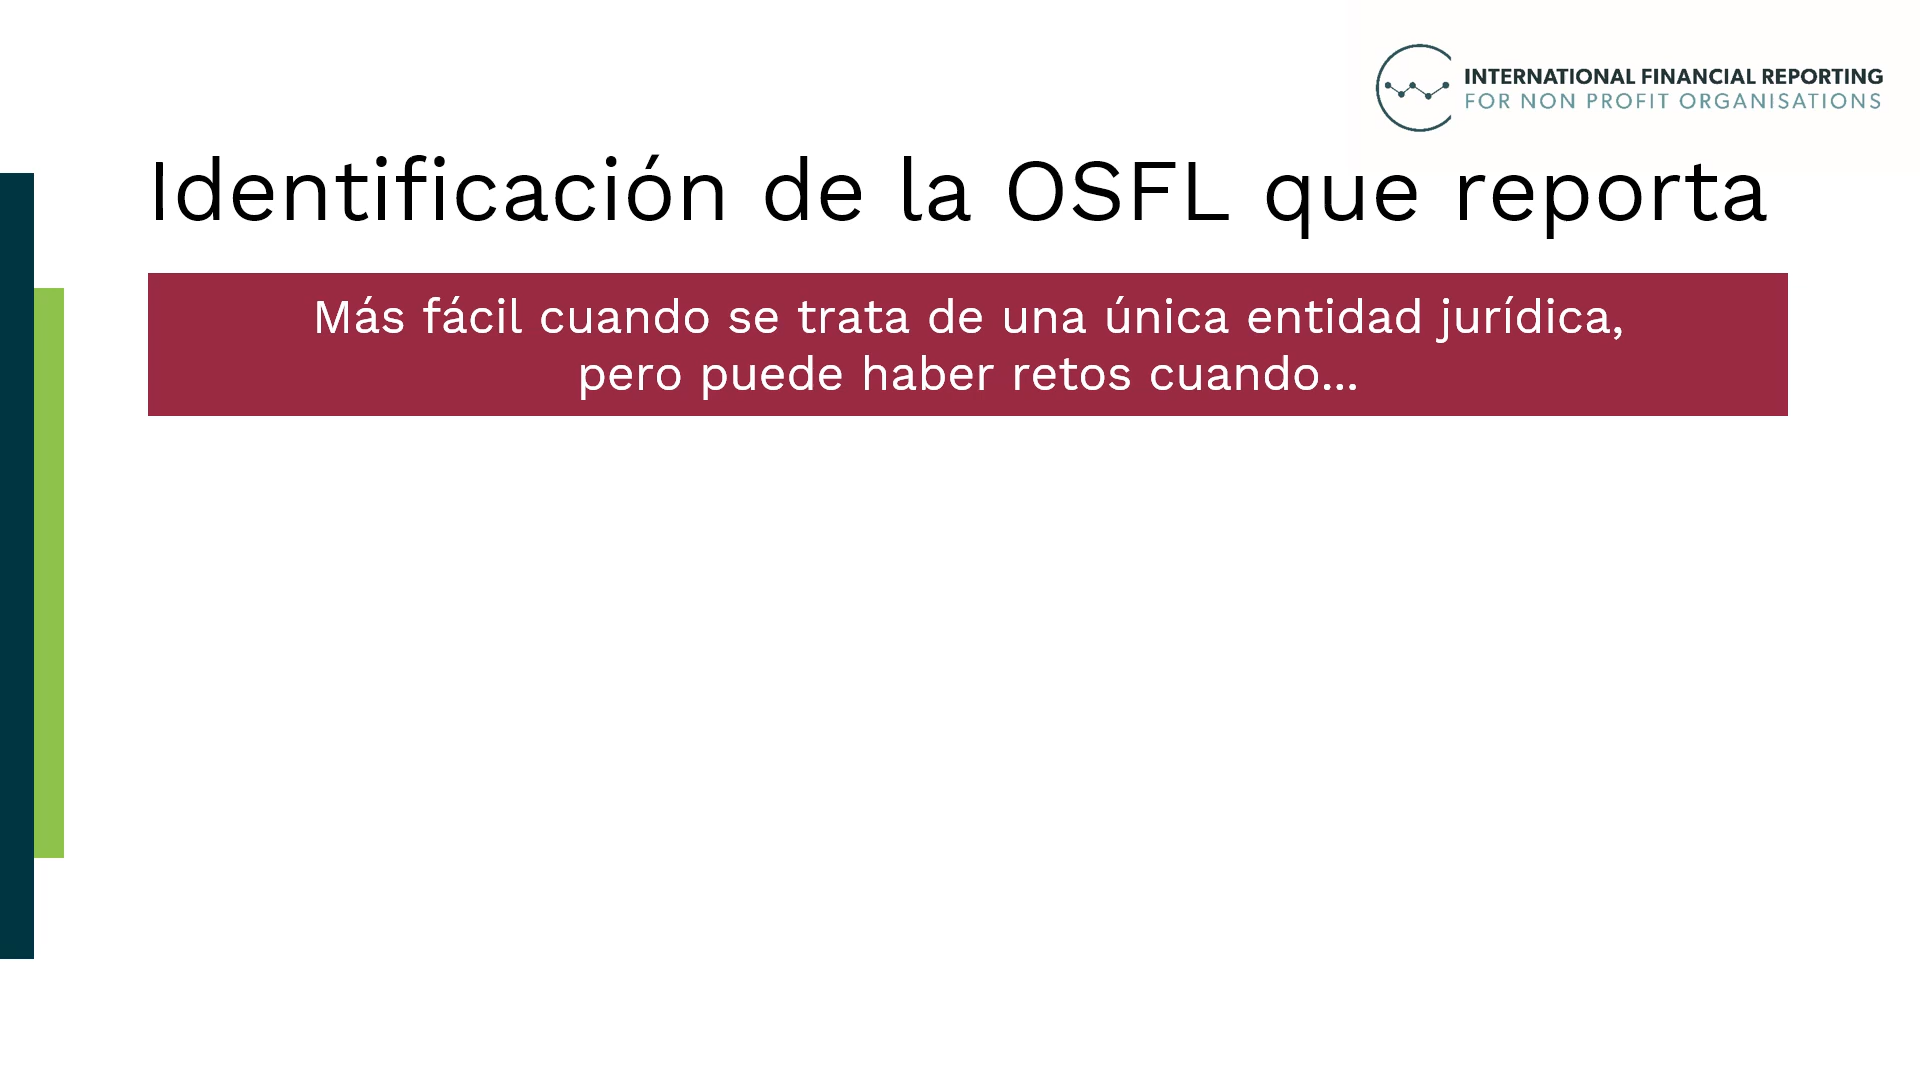 INTERNATIONAL FINANCIAL REPORTING
FOR NON PROFIT ORGANISATIONS
Identificación de la OSFL que reporta
Más fácil cuando se trata de una única entidad jurídica,
pero puede haber retos cuando...